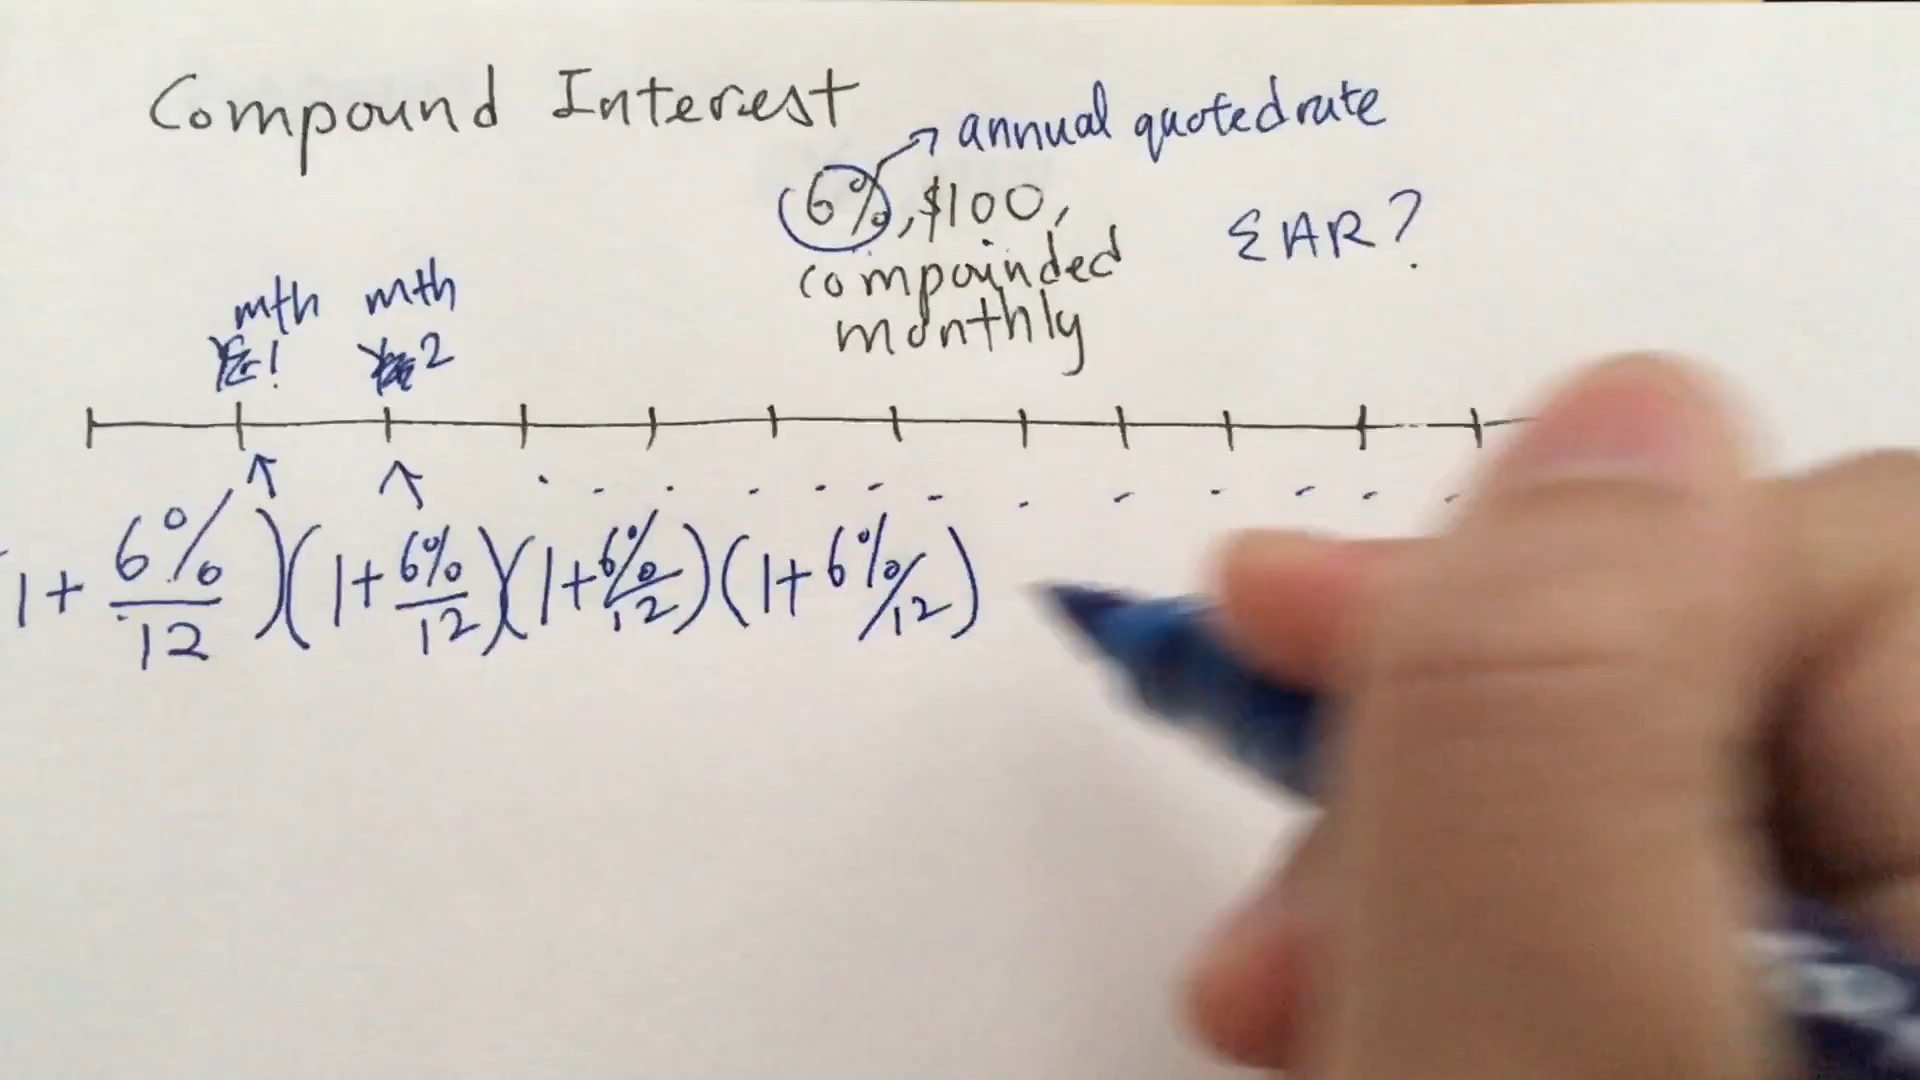 Compound Interest
annual quoted rate
6%, $100,
compounded
monthly
EAR?
mth mth
1 2
1 + 6%/12 )(1 + 6%/12)(1 + 6%/12)(1 + 6%/12)